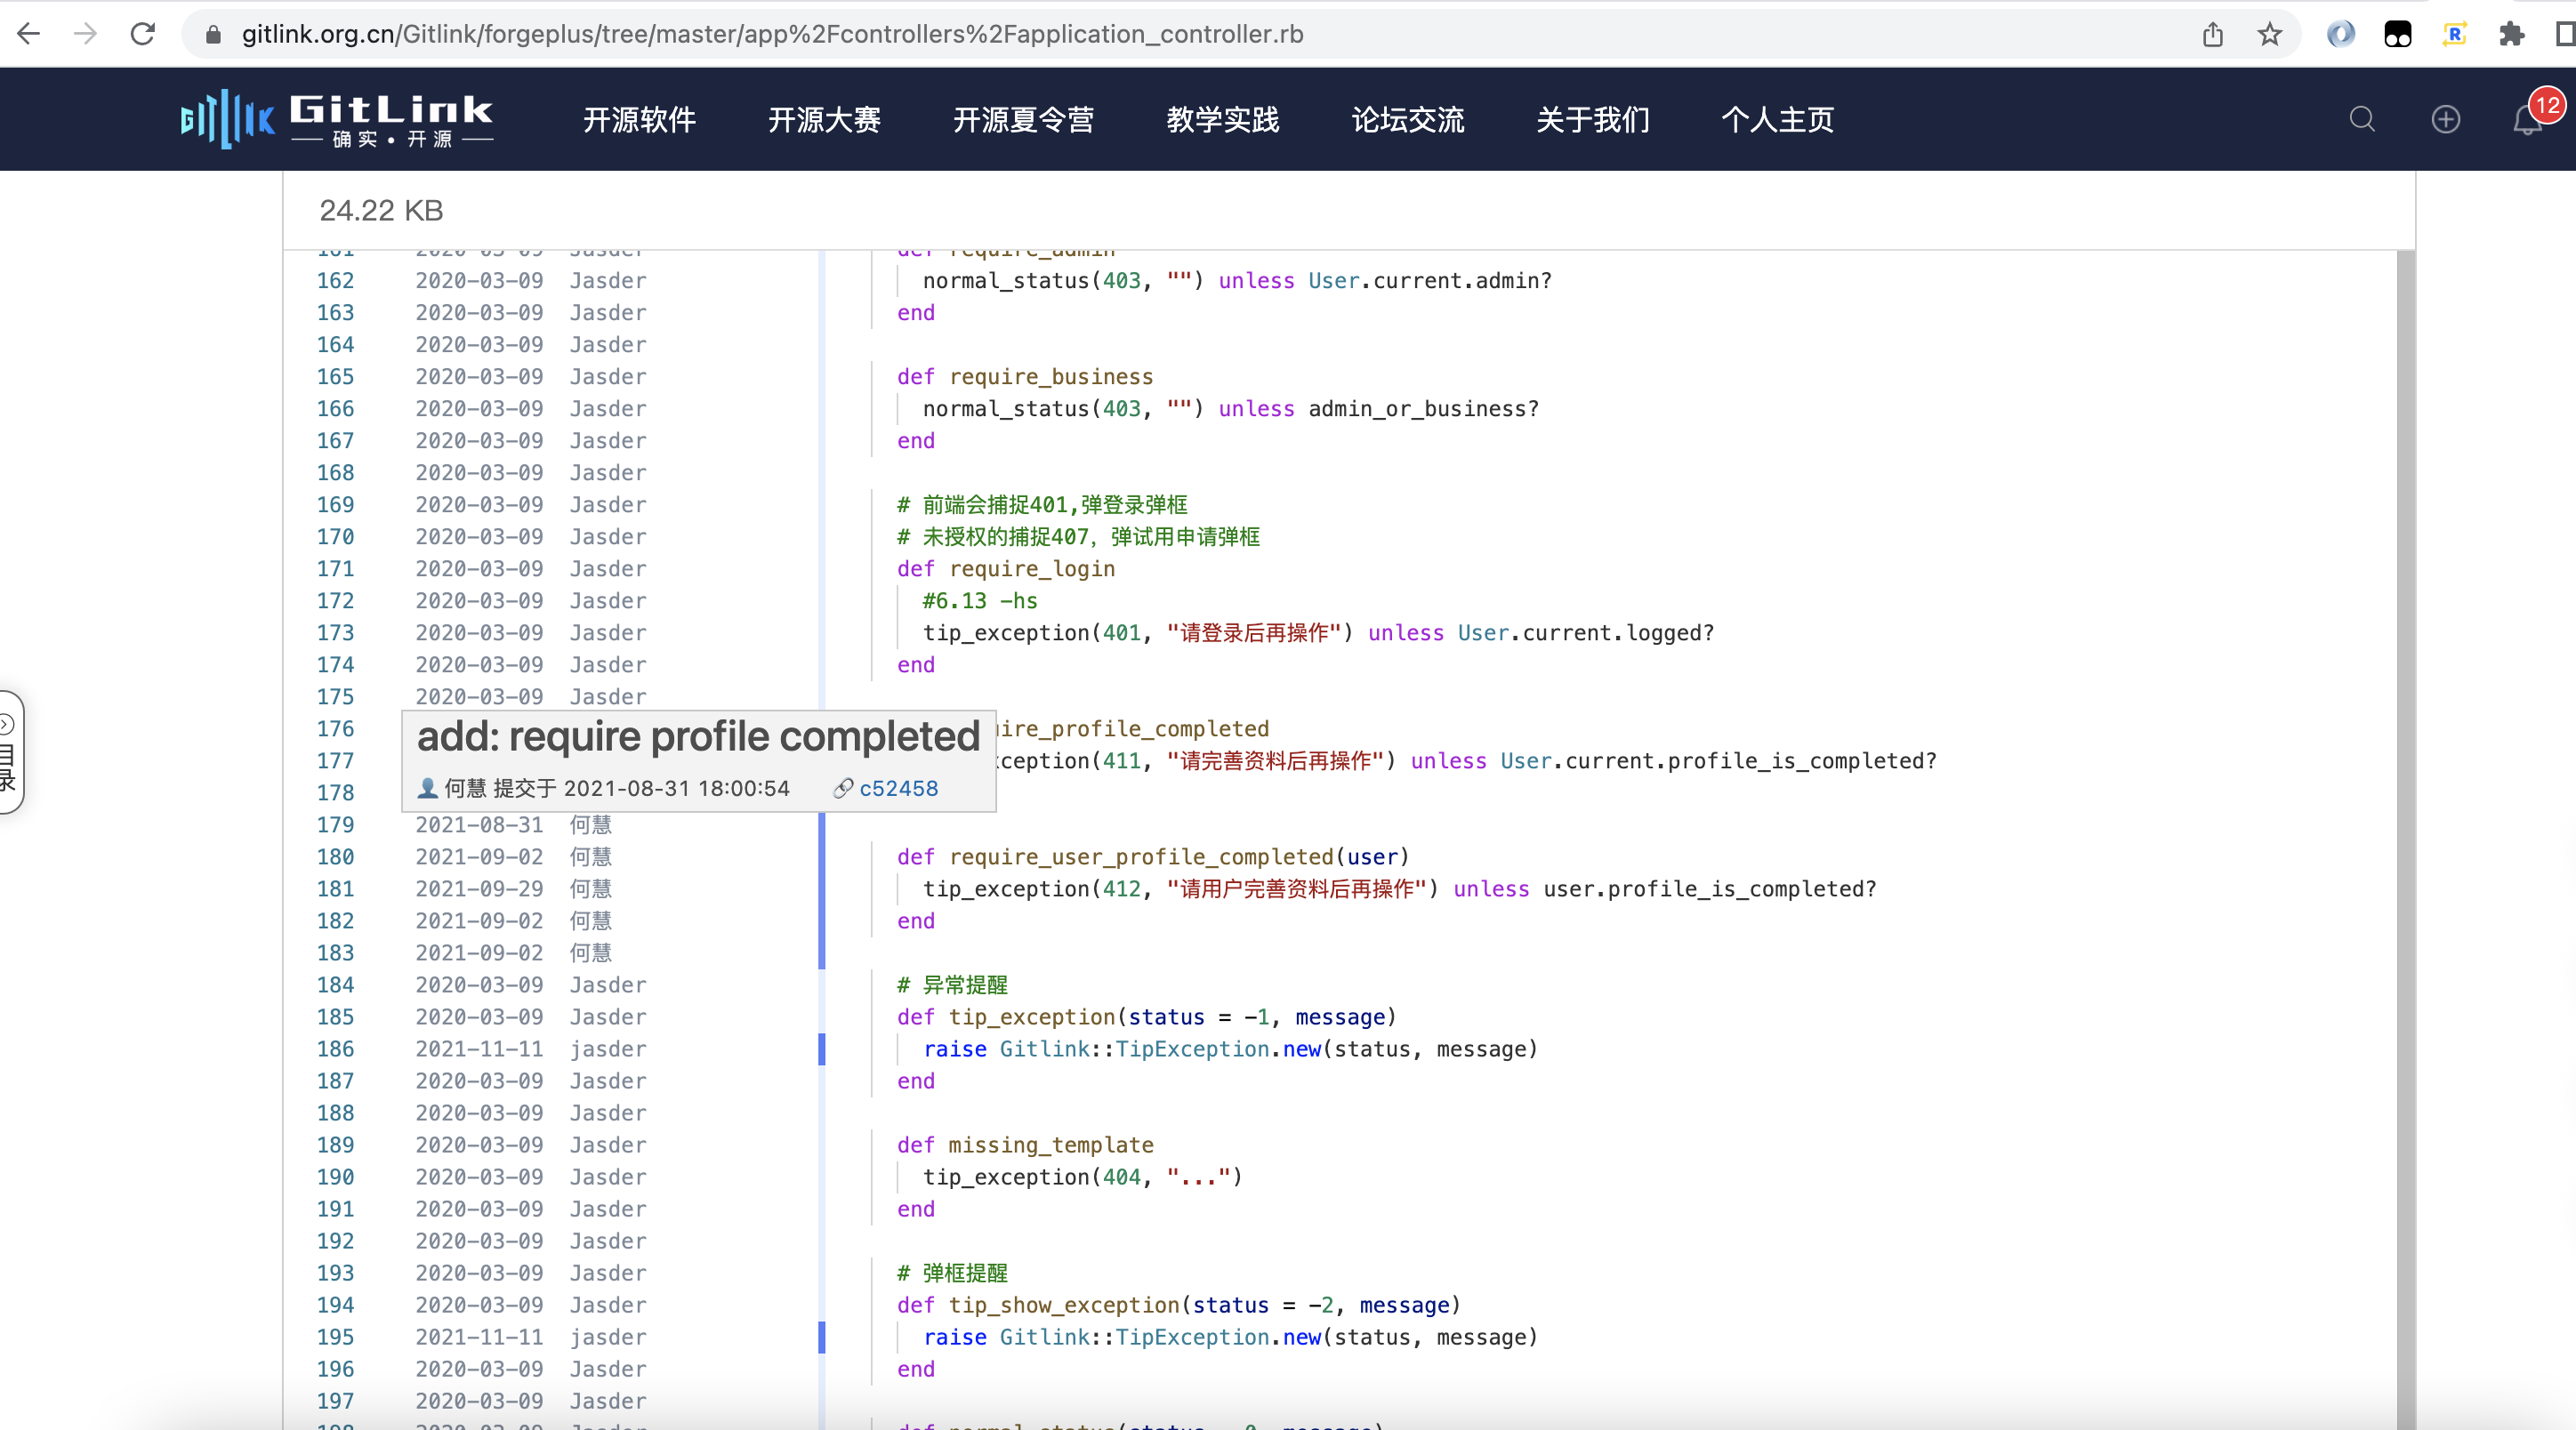 gitlink.org.cn/Gitlink/forgeplus/tree/master/app%2Fcontrollers%2Fapplication_controller.rb
GITLINK GitLink 确实·开源 开源软件 开源大赛 开源夏令营 教学实践 论坛交流 关于我们 个人主页 12
24.22 KB
161 2020-03-09 Jasder def require_admin
162 2020-03-09 Jasder normal_status(403, "") unless User.current.admin?
163 2020-03-09 Jasder end
164 2020-03-09 Jasder
165 2020-03-09 Jasder def require_business
166 2020-03-09 Jasder normal_status(403, "") unless admin_or_business?
167 2020-03-09 Jasder end
168 2020-03-09 Jasder
169 2020-03-09 Jasder # 前端会捕捉401,弹登录弹框
170 2020-03-09 Jasder # 未授权的捕捉407，弹试用申请弹框
171 2020-03-09 Jasder def require_login
172 2020-03-09 Jasder #6.13 -hs
173 2020-03-09 Jasder tip_exception(401, "请登录后再操作") unless User.current.logged?
174 2020-03-09 Jasder end
175 2020-03-09 Jasder
目录
176 ire_profile_completed
add: require profile completed
177 ception(411, "请完善资料后再操作") unless User.current.profile_is_completed?
178
何慧 提交于 2021-08-31 18:00:54 c52458
179 2021-08-31 何慧
180 2021-09-02 何慧 def require_user_profile_completed(user)
181 2021-09-29 何慧 tip_exception(412, "请用户完善资料后再操作") unless user.profile_is_completed?
182 2021-09-02 何慧 end
183 2021-09-02 何慧
184 2020-03-09 Jasder # 异常提醒
185 2020-03-09 Jasder def tip_exception(status = -1, message)
186 2021-11-11 jasder raise Gitlink::TipException.new(status, message)
187 2020-03-09 Jasder end
188 2020-03-09 Jasder
189 2020-03-09 Jasder def missing_template
190 2020-03-09 Jasder tip_exception(404, "...")
191 2020-03-09 Jasder end
192 2020-03-09 Jasder
193 2020-03-09 Jasder # 弹框提醒
194 2020-03-09 Jasder def tip_show_exception(status = -2, message)
195 2021-11-11 jasder raise Gitlink::TipException.new(status, message)
196 2020-03-09 Jasder end
197 2020-03-09 Jasder
198 2020-03-09 Jasder def normal_status(status = 0, message)